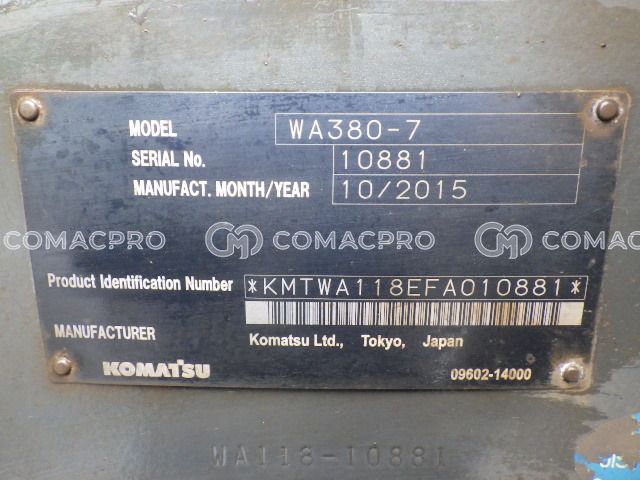 MODEL WA380-7
SERIAL No. 10881
MANUFACT. MONTH/YEAR 10/2015
COMACPRO COMACPRO COMACPRO
Product Identification Number *KMTWA118EFA010881*
MANUFACTURER Komatsu Ltd., Tokyo, Japan
KOMATSU 09602-14000
WA118-10881